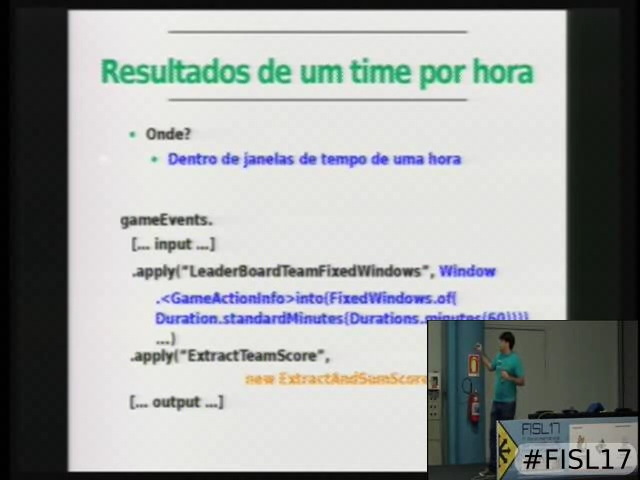 Resultados de um time por hora
Onde?
Dentro de janelas de tempo de uma hora
gameEvents.
[... input ...]
.apply("LeaderBoardTeamFixedWindows", Window
.<GameActionInfo>into(FixedWindows.of(
Duration.standardMinutes(Durations.minutes(60))))
...)
.apply("ExtractTeamScore",
new ExtractAndSumScore
[... output ...]
FISL17
#FISL17